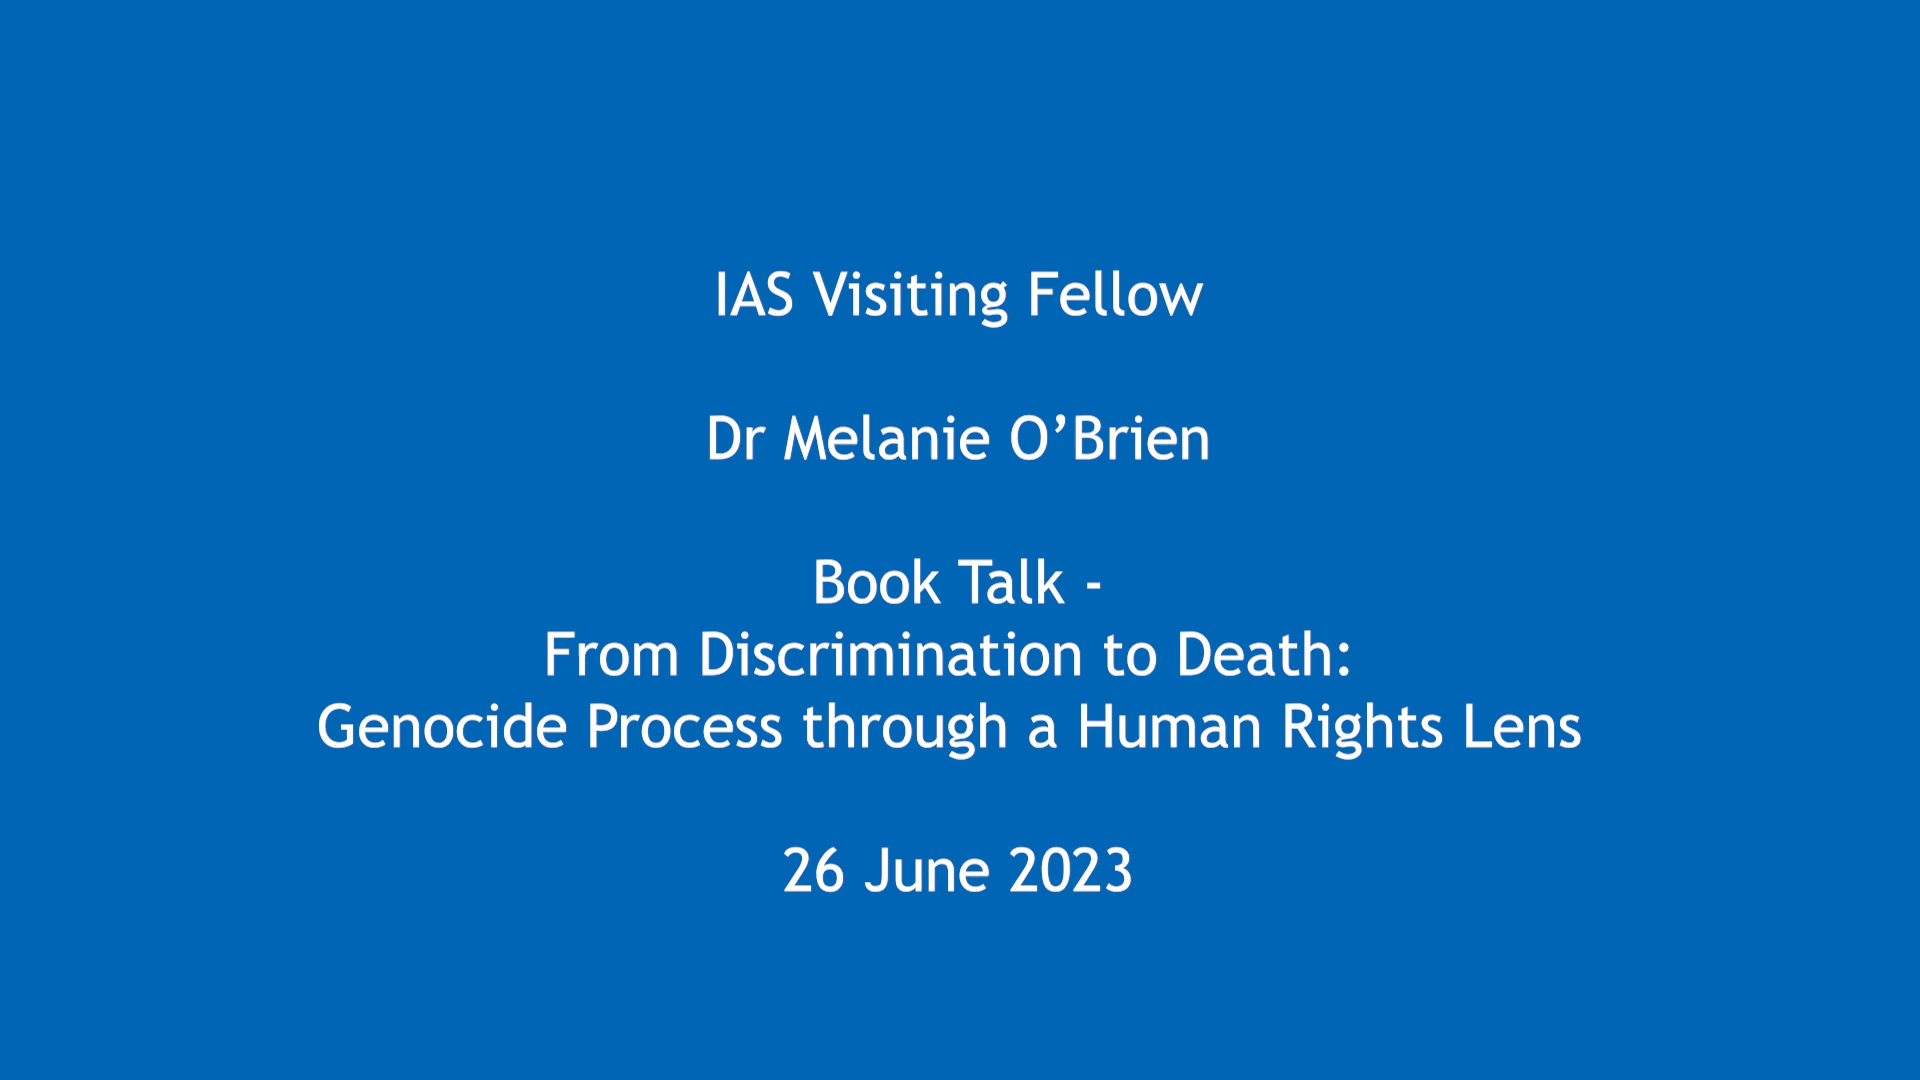 IAS Visiting Fellow
Dr Melanie O’Brien
Book Talk -
From Discrimination to Death:
Genocide Process through a Human Rights Lens
26 June 2023